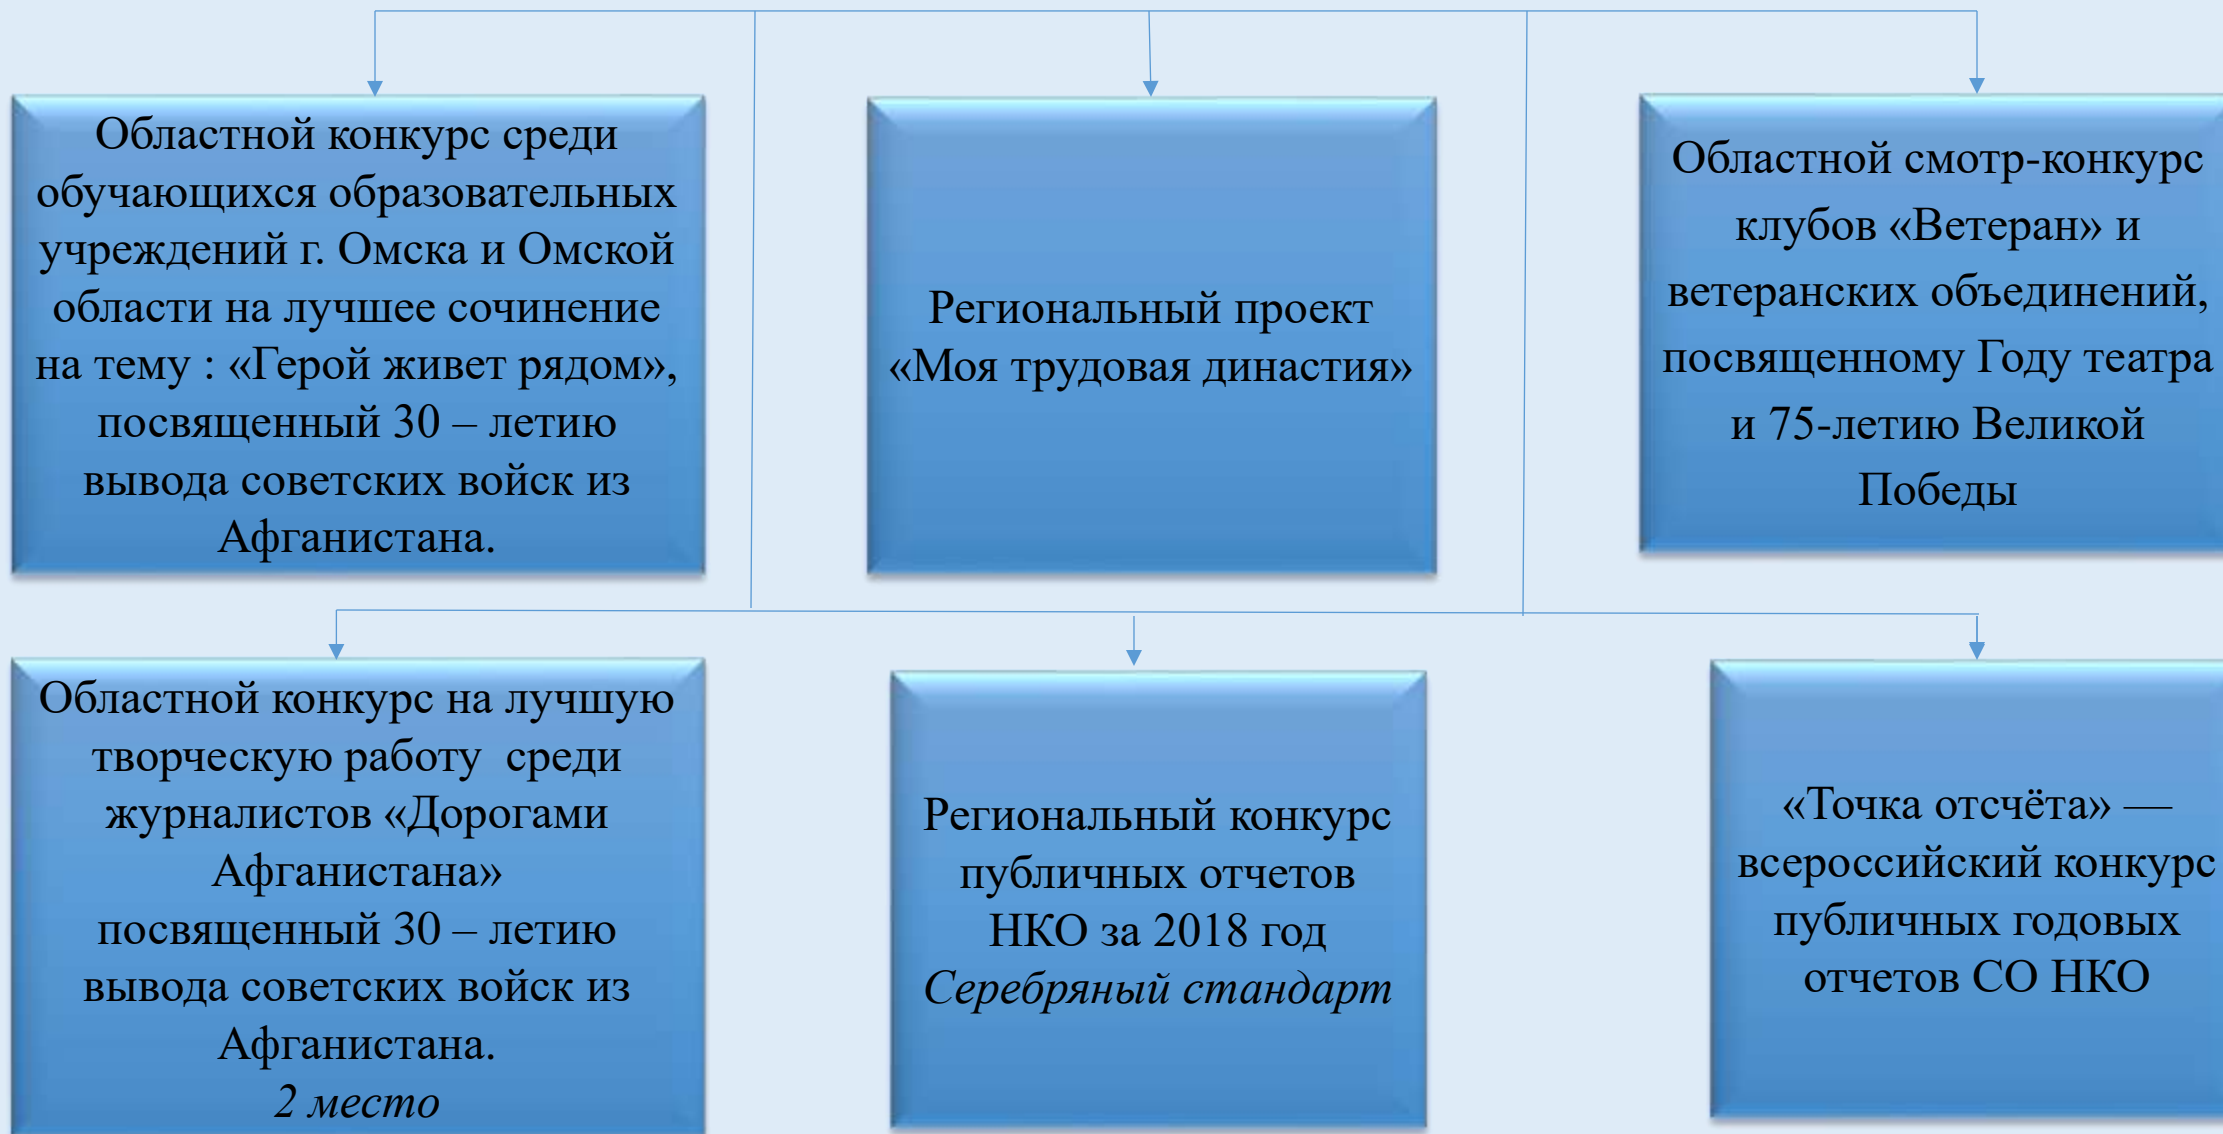 Областной конкурс среди
обучающихся образовательных
учреждений г. Омска и Омской
области на лучшее сочинение
на тему : «Герой живет рядом»,
посвященный 30 – летию
вывода советских войск из
Афганистана.
Региональный проект
«Моя трудовая династия»
Областной смотр-конкурс
клубов «Ветеран» и
ветеранских объединений,
посвященному Году театра
и 75-летию Великой
Победы
Областной конкурс на лучшую
творческую работу  среди
журналистов «Дорогами
Афганистана»
посвященный 30 – летию
вывода советских войск из
Афганистана.
2 место
Региональный конкурс
публичных отчетов
НКО за 2018 год
Серебряный стандарт
«Точка отсчёта» —
всероссийский конкурс
публичных годовых
отчетов СО НКО